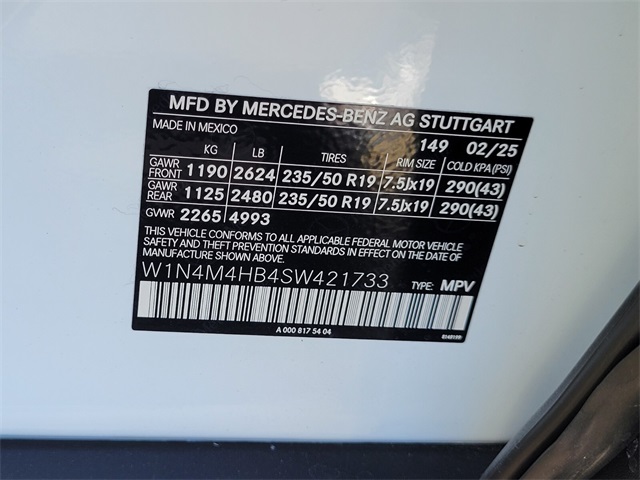 MFD BY MERCEDES-BENZ AG STUTTGART
MADE IN MEXICO 149 02/25
KG LB TIRES RIM SIZE COLD KPA(PSI)
GAWR FRONT 1190 2624 235/50 R19 7.5Jx19 290(43)
GAWR REAR 1125 2480 235/50 R19 7.5Jx19 290(43)
GVWR 2265 4993
THIS VEHICLE CONFORMS TO ALL APPLICABLE FEDERAL MOTOR VEHICLE
SAFETY AND THEFT PREVENTION STANDARDS IN EFFECT ON THE DATE OF
MANUFACTURE SHOWN ABOVE.
W1N4M4HB4SW421733 TYPE: MPV
A 000 817 54 04